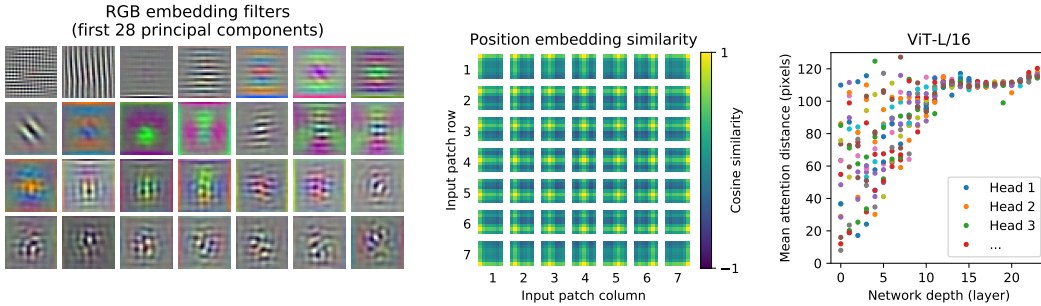 RGB embedding filters
(first 28 principal components)
Position embedding similarity
Input patch row
1
2
3
4
5
6
7
1 2 3 4 5 6 7
Input patch column
1
−1
Cosine similarity
ViT-L/16
Mean attention distance (pixels)
120
100
80
60
40
20
0
0 5 10 15 20
Network depth (layer)
Head 1
Head 2
Head 3
...